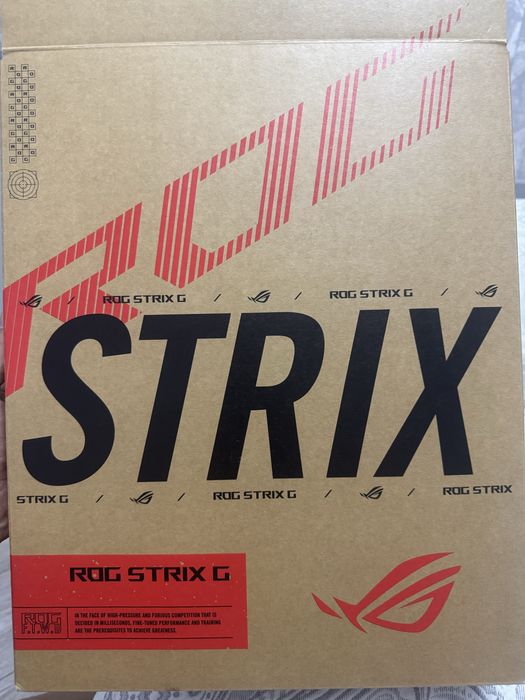 ROG
ROG STRIX G / / ROG STRIX G /
STRIX
STRIX G / / ROG STRIX G / / ROG STRIX
ROG STRIX G
ROG
F.T.W.D
IN THE FACE OF HIGH-PRESSURE AND FURIOUS COMPETITION THAT IS
DECIDED IN MILLISECONDS, FINE-TUNED PERFORMANCE AND TRAINING
ARE THE PREREQUISITES TO ACHIEVE GREATNESS.